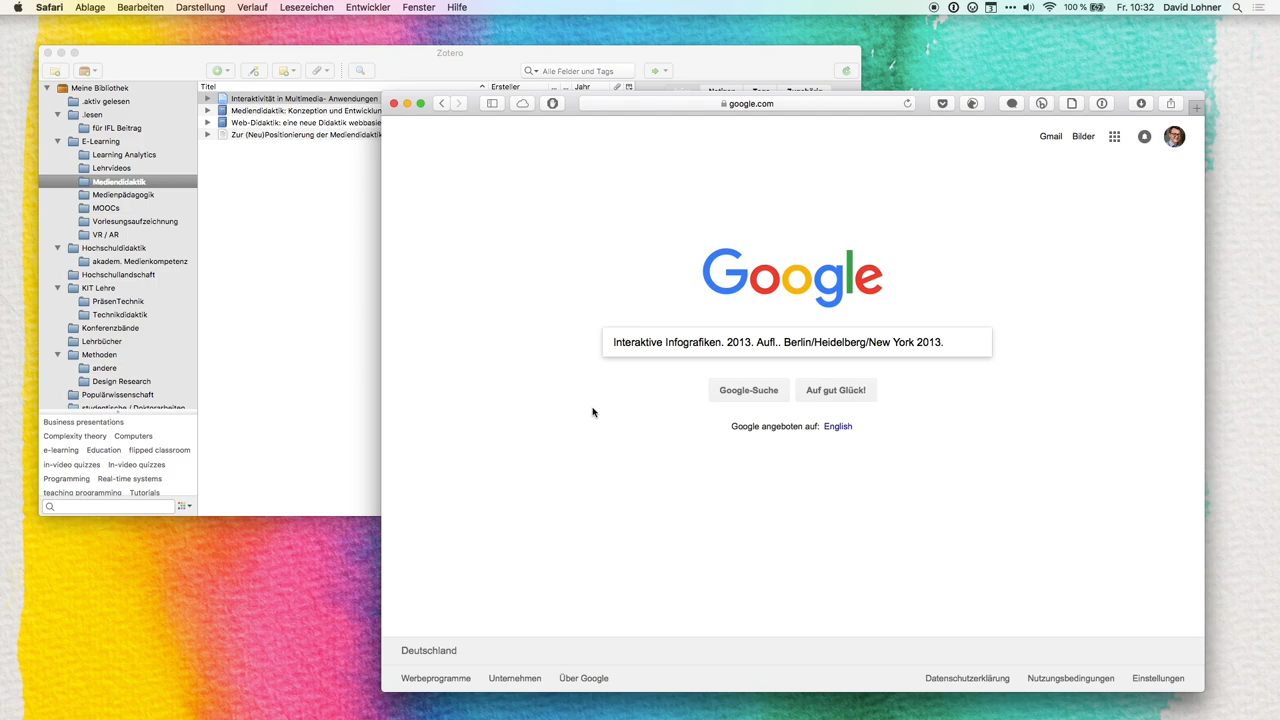 Safari Ablage Bearbeiten Darstellung Verlauf Lesezeichen Entwickler Fenster Hilfe
3 100 % Fr. 10:32 David Lohner
Zotero
Alle Felder und Tags
Meine Bibliothek
.aktiv gelesen
.lesen
für IFL Beitrag
E-Learning
Learning Analytics
Lehrvideos
Mediendidaktik
Medienpädagogik
MOOCs
Vorlesungsaufzeichnung
VR / AR
Hochschuldidaktik
akadem. Medienkompetenz
Hochschullandschaft
KIT Lehre
PräsenTechnik
Technikdidaktik
Konferenzbände
Lehrbücher
Methoden
andere
Design Research
Populärwissenschaft
studentische / Doktorarbeiten
Business presentations
Complexity theory Computers
e-learning Education flipped classroom
in-video quizzes In-video quizzes
Programming Real-time systems
teaching programming Tutorials
Titel Ersteller Jahr
Interaktivität in Multimedia- Anwendungen
Mediendidaktik: Konzeption und Entwicklun
Web-Didaktik: eine neue Didaktik webbasie
Zur (Neu)Positionierung der Mediendidaktik
google.com
Gmail Bilder
Google
Interaktive Infografiken. 2013. Aufl.. Berlin/Heidelberg/New York 2013.
Google-Suche Auf gut Glück!
Google angeboten auf: English
Deutschland
Werbeprogramme Unternehmen Über Google Datenschutzerklärung Nutzungsbedingungen Einstellungen